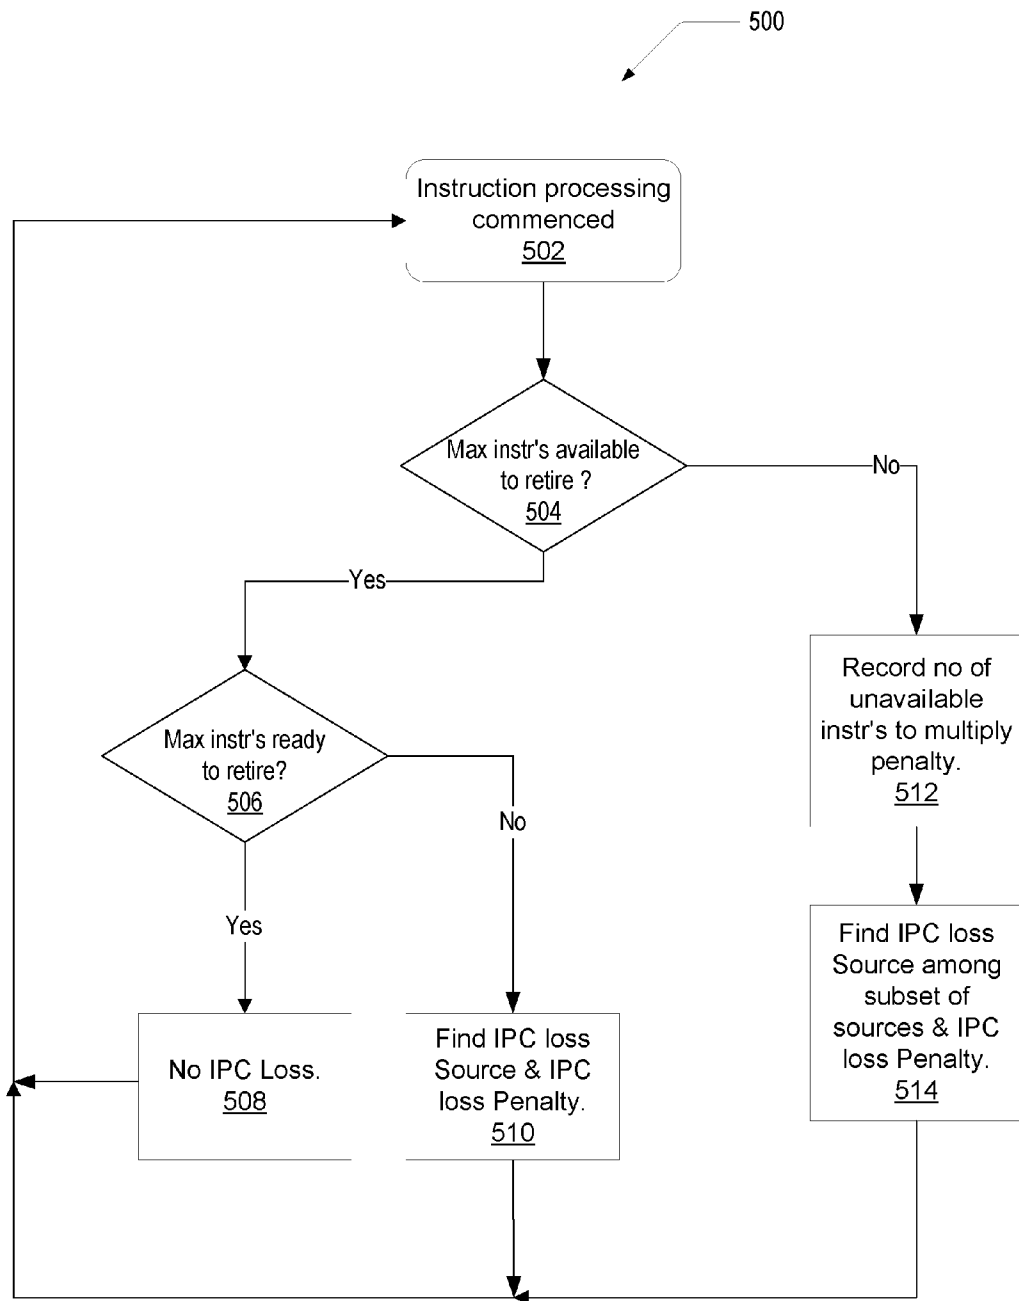 500
Instruction processing
commenced
502
Max instr's available
to retire ?
504
No
Yes
Record no of
unavailable
instr's to multiply
penalty.
512
Max instr's ready
to retire?
506
No
Yes
Find IPC loss
Source among
subset of
sources & IPC
loss Penalty.
514
No IPC Loss.
508
Find IPC loss
Source & IPC
loss Penalty.
510